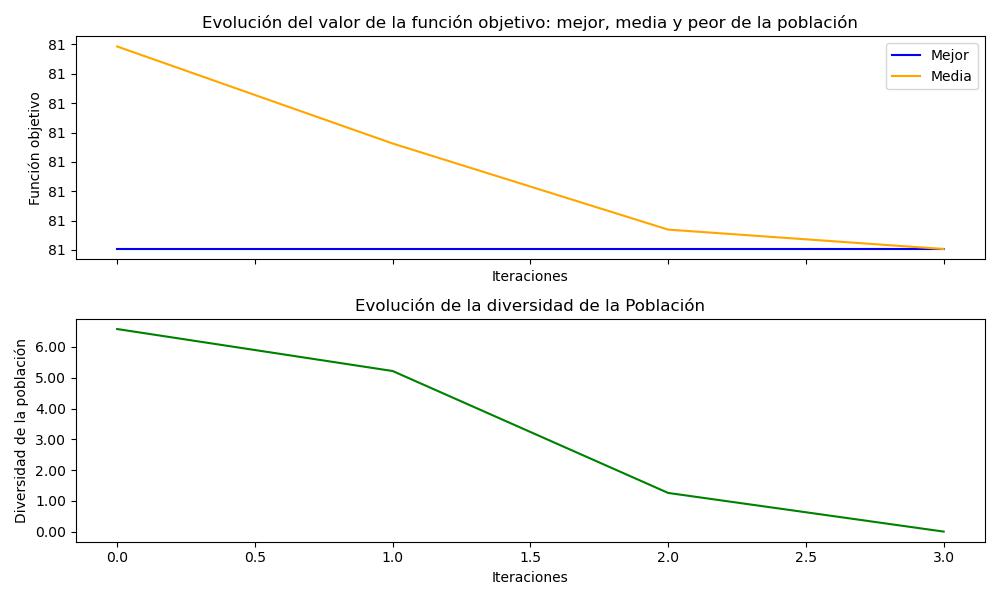 Evolución del valor de la función objetivo: mejor, media y peor de la población
Función objetivo
81
81
81
81
81
81
81
81
Mejor
Media
Iteraciones
Evolución de la diversidad de la Población
Diversidad de la población
6.00
5.00
4.00
3.00
2.00
1.00
0.00
0.0 0.5 1.0 1.5 2.0 2.5 3.0
Iteraciones